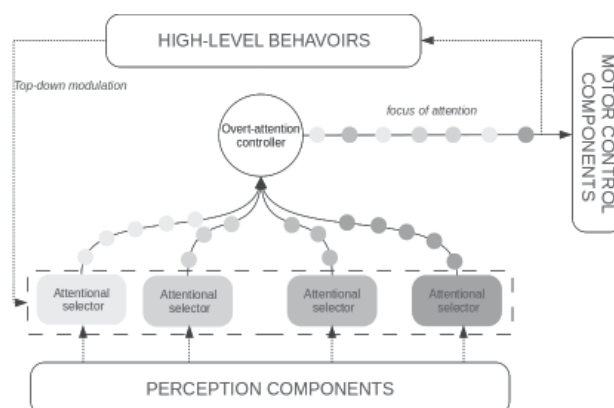 HIGH-LEVEL BEHAVOIRS
Top-down modulation
focus of attention
MOTOR CONTROL
COMPONENTS
Overt-attention
controller
Attentional
selector
Attentional
selector
Attentional
selector
Attentional
selector
PERCEPTION COMPONENTS